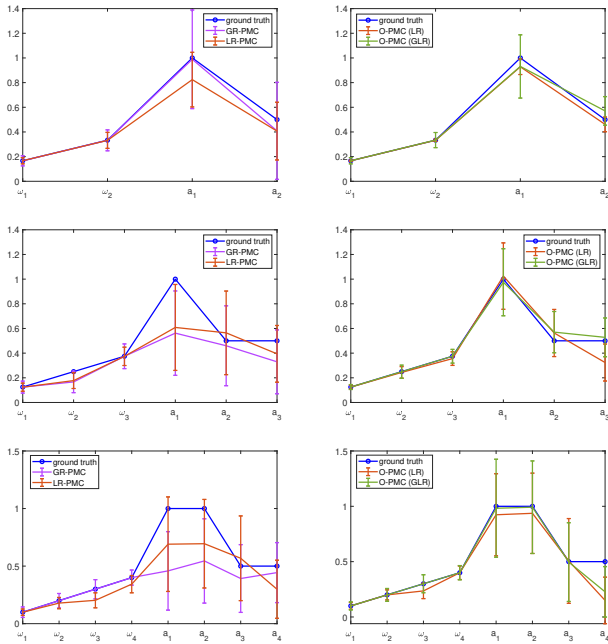 1.4
1.2
1
0.8
0.6
0.4
0.2
0
ω1 ω2 a1 a2
ground truth
GR-PMC
LR-PMC
1.4
1.2
1
0.8
0.6
0.4
0.2
0
ω1 ω2 a1 a2
ground truth
O-PMC (LR)
O-PMC (GLR)
1.4
1.2
1
0.8
0.6
0.4
0.2
0
ω1 ω2 ω3 a1 a2 a3
ground truth
GR-PMC
LR-PMC
1.4
1.2
1
0.8
0.6
0.4
0.2
0
ω1 ω2 ω3 a1 a2 a3
ground truth
O-PMC (LR)
O-PMC (GLR)
1.5
1
0.5
0
ω1 ω2 ω3 ω4 a1 a2 a3 a4
ground truth
GR-PMC
LR-PMC
1.5
1
0.5
0
ω1 ω2 ω3 ω4 a1 a2 a3 a4
ground truth
O-PMC (LR)
O-PMC (GLR)